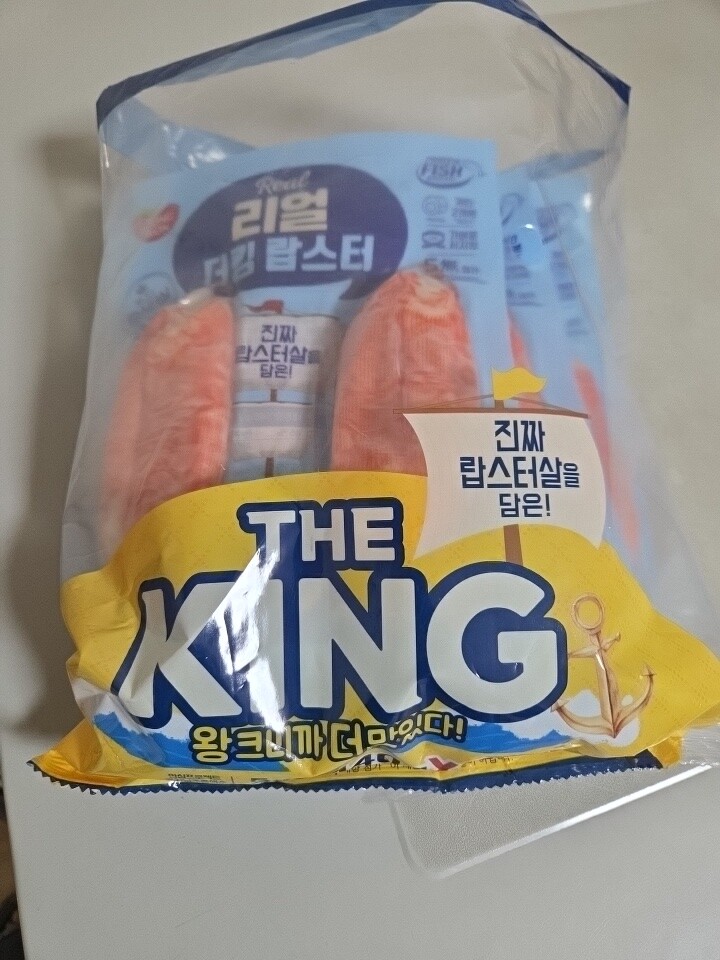 Real
리얼
더킹 랍스터
FISH
진짜
랍스터살을
담은!
진짜
랍스터살을
담은!
THE
KING
왕크니까 더 맛있다!